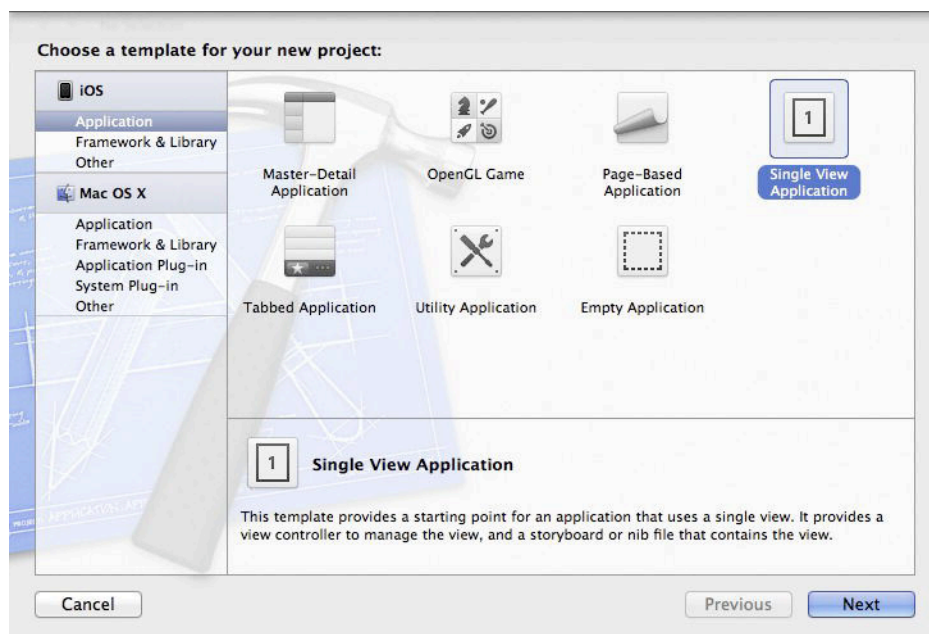 Choose a template for your new project:
iOS
Application
Framework & Library
Other
Mac OS X
Application
Framework & Library
Application Plug-in
System Plug-in
Other
Master-Detail
Application
OpenGL Game
Page-Based
Application
1
Single View
Application
Tabbed Application
Utility Application
Empty Application
1
Single View Application
This template provides a starting point for an application that uses a single view. It provides a
view controller to manage the view, and a storyboard or nib file that contains the view.
Cancel
Previous
Next